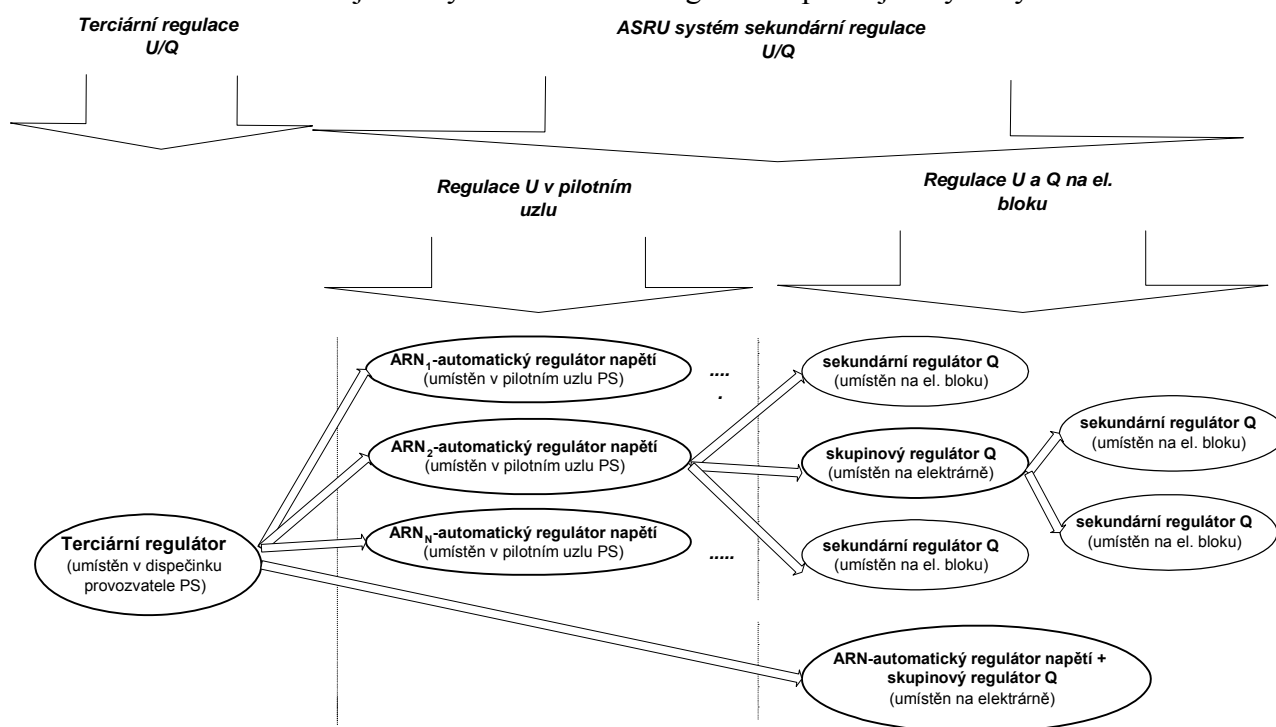 Terciární regulace
U/Q
ASRU systém sekundární regulace
U/Q
Regulace U v pilotním
uzlu
Regulace U a Q na el.
bloku
ARN1-automatický regulátor napětí
(umístěn v pilotním uzlu PS)
....
.
sekundární regulátor Q
(umístěn na el. bloku)
ARN2-automatický regulátor napětí
(umístěn v pilotním uzlu PS)
skupinový regulátor Q
(umístěn na elektrárně)
sekundární regulátor Q
(umístěn na el. bloku)
sekundární regulátor Q
(umístěn na el. bloku)
ARNN-automatický regulátor napětí
(umístěn v pilotním uzlu PS)
.....
sekundární regulátor Q
(umístěn na el. bloku)
Terciární regulátor
(umístěn v dispečinku
provozvatele PS)
ARN-automatický regulátor napětí +
skupinový regulátor Q
(umístěn na elektrárně)